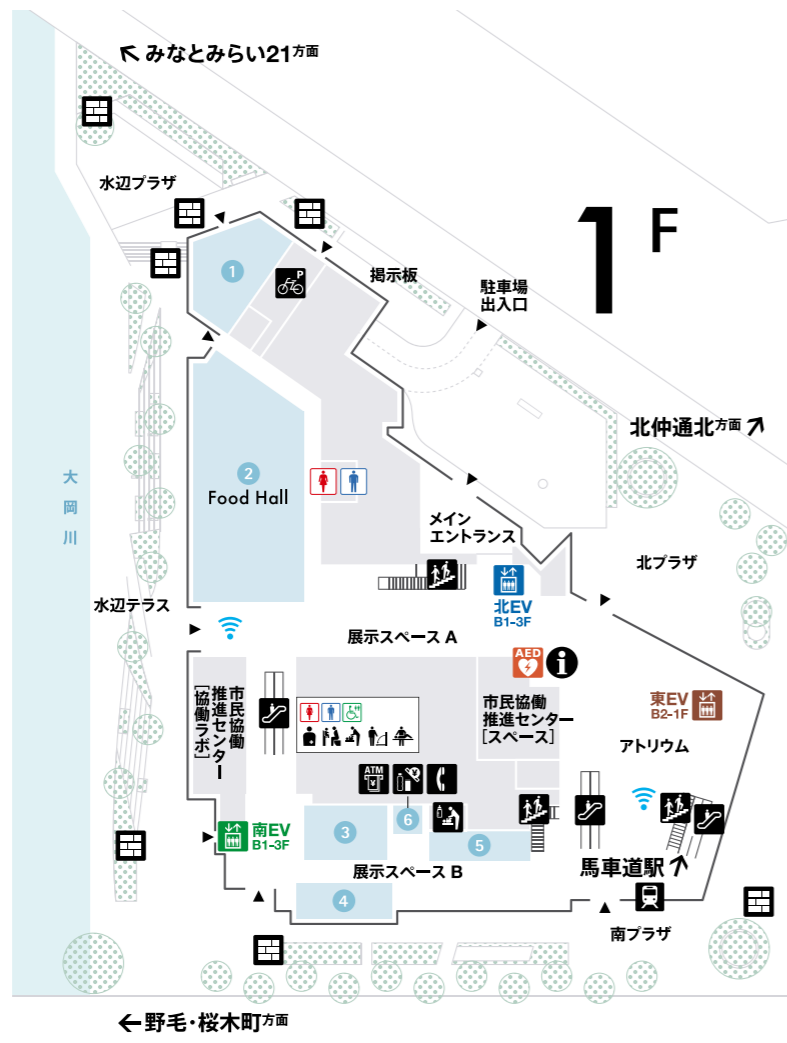 みなとみらい21方面
水辺プラザ
1F
1
P
掲示板
駐車場
出入口
北仲通北方面
大岡川
2
Food Hall
メイン
エントランス
北プラザ
北EV
B1-3F
水辺テラス
展示スペース A
AED
i
市民協働
推進センター
[協働ラボ]
市民協働
推進センター
[スペース]
東EV
B2-1F
アトリウム
ATM
南EV
B1-3F
3
6
5
馬車道駅
展示スペース B
4
南プラザ
野毛・桜木町方面